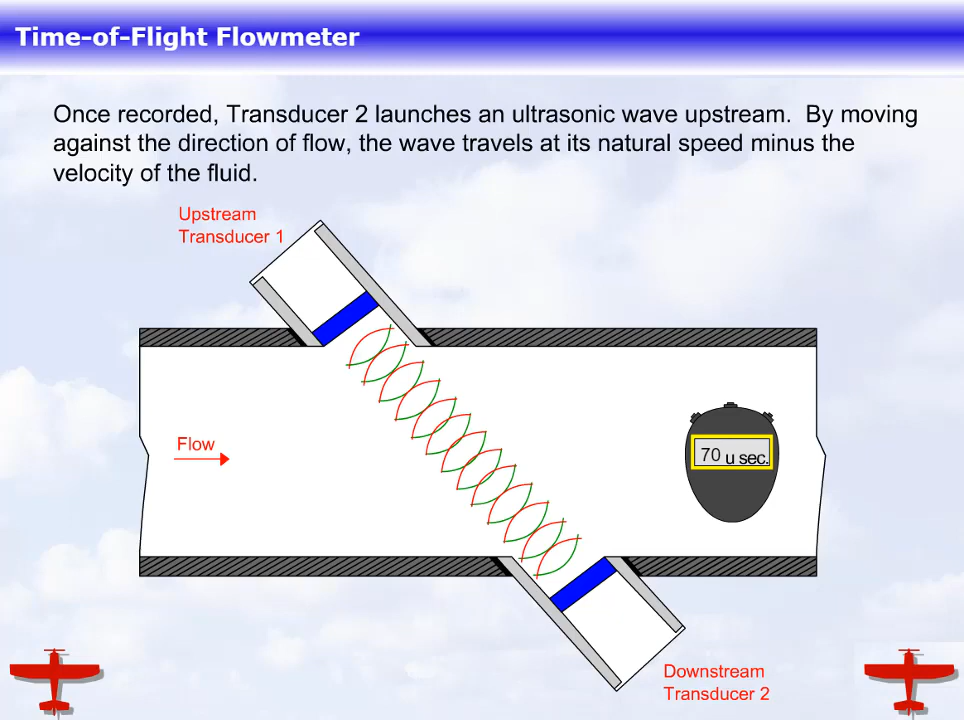 Time-of-Flight Flowmeter
Once recorded, Transducer 2 launches an ultrasonic wave upstream.  By moving
against the direction of flow, the wave travels at its natural speed minus the
velocity of the fluid.
Upstream
Transducer 1
Flow
70 u sec.
Downstream
Transducer 2